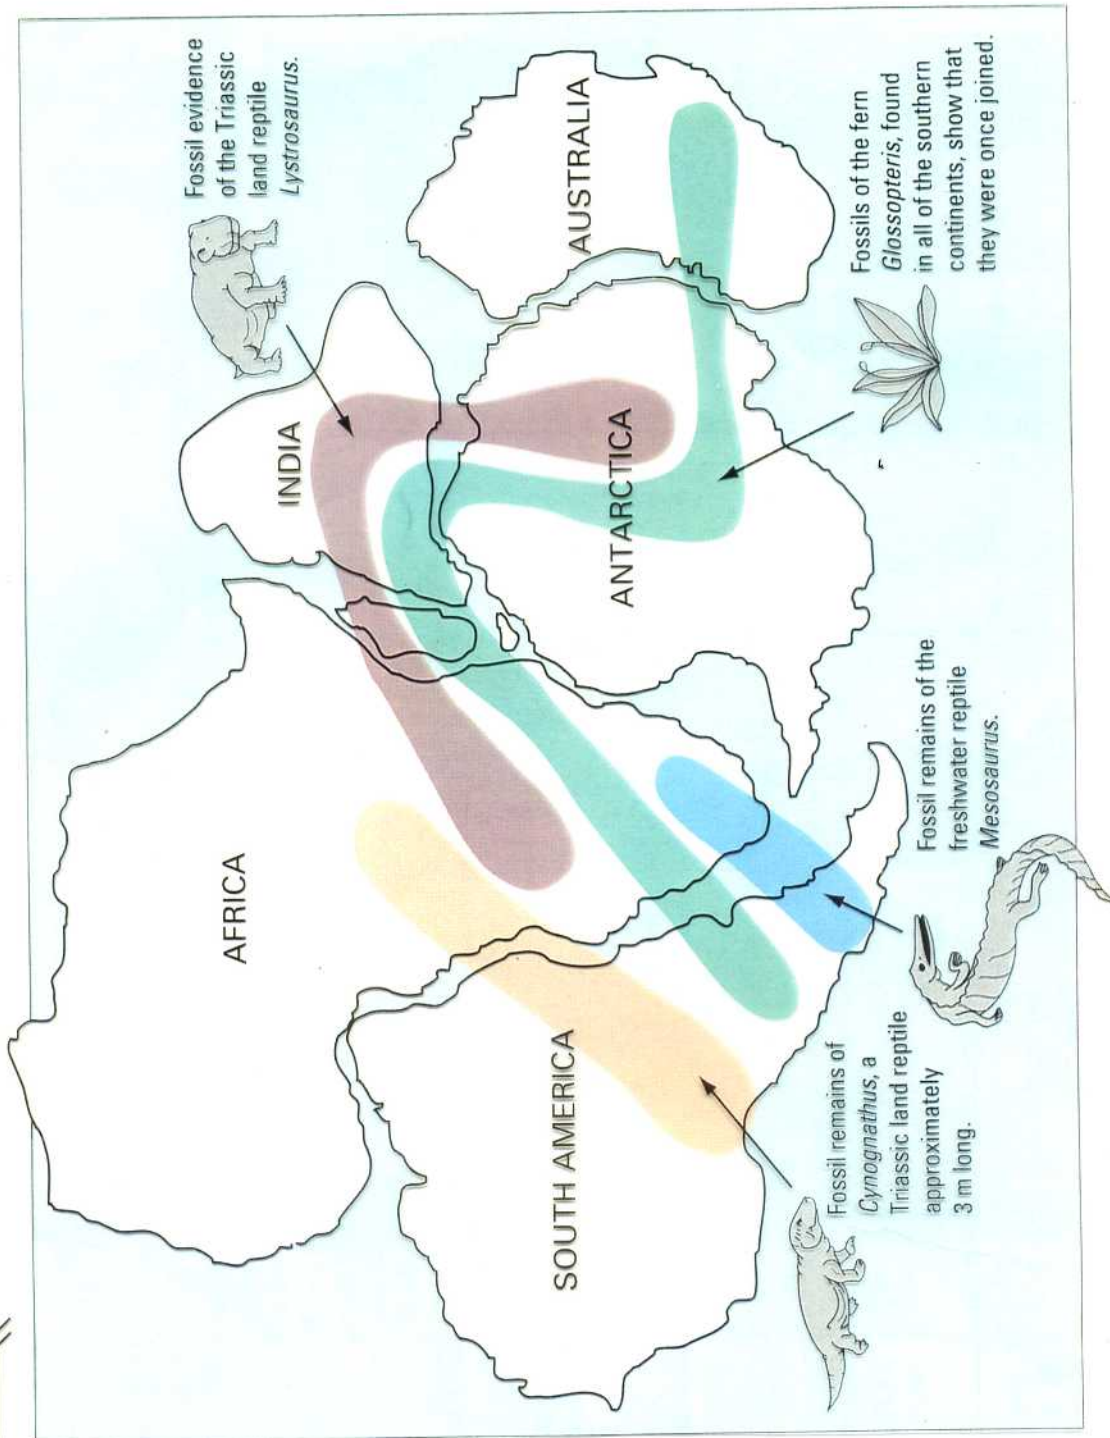 AFRICA
INDIA
SOUTH AMERICA
ANTARCTICA
AUSTRALIA
Fossil evidence
of the Triassic
land reptile
Lystrosaurus.
Fossil remains of
Cynognathus, a
Triassic land reptile
approximately
3 m long.
Fossil remains of the
freshwater reptile
Mesosaurus.
Fossils of the fern
Glossopteris, found
in all of the southern
continents, show that
they were once joined.